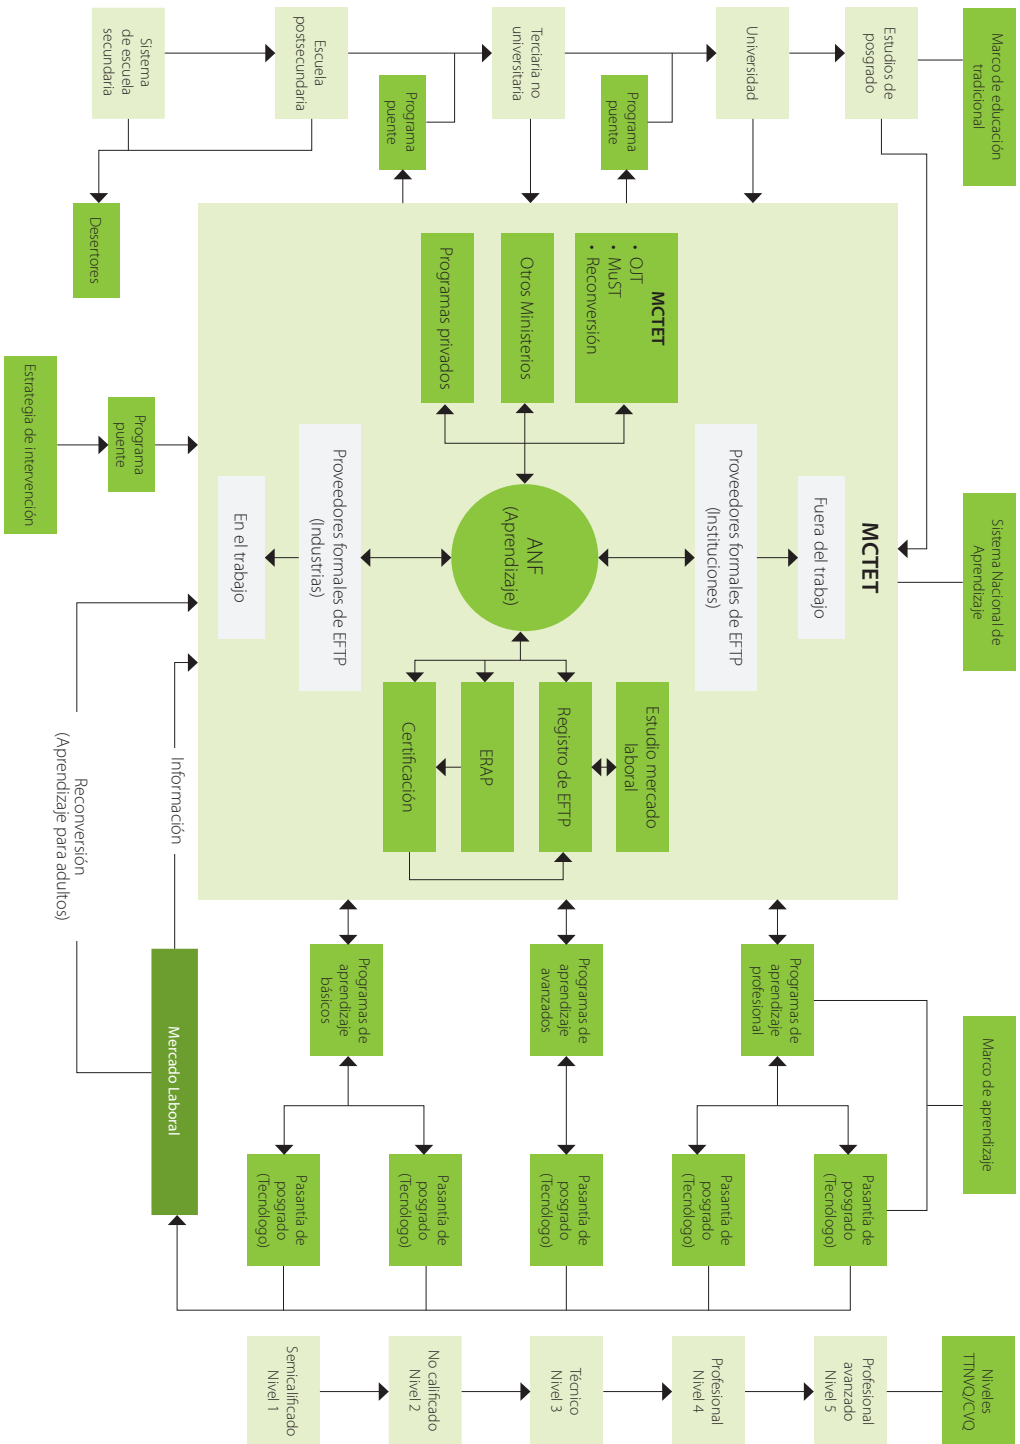 Marco de educación
tradicional
Estudios de
posgrado
Universidad
Programa
puente
Terciaria no
universitaria
Programa
puente
Escuela
postsecundaria
Sistema
de escuela
secundaria
Desertores
Estrategia de intervención
Programa
puente
Sistema Nacional de
Aprendizaje
MCTET
Fuera del trabajo
Proveedores formales de EFTP
(Instituciones)
MCTET
• OJT
• MuST
• Reconversión
Otros Ministerios
Programas privados
ANF
(Aprendizaje)
Estudio mercado
laboral
Registro de EFTP
ERAP
Certificación
Proveedores formales de EFTP
(Industrias)
En el trabajo
Información
Reconversión
(Aprendizaje para adultos)
Mercado Laboral
Marco de aprendizaje
Programas de
aprendizaje
profesional
Programas de
aprendizaje
avanzados
Programas de
aprendizaje
básicos
Pasantía de
posgrado
(Tecnólogo)
Pasantía de
posgrado
(Tecnólogo)
Pasantía de
posgrado
(Tecnólogo)
Pasantía de
posgrado
(Tecnólogo)
Pasantía de
posgrado
(Tecnólogo)
Niveles
TTNVQ/CVQ
Profesional
avanzado
Nivel 5
Profesional
Nivel 4
Técnico
Nivel 3
No calificado
Nivel 2
Semicalificado
Nivel 1